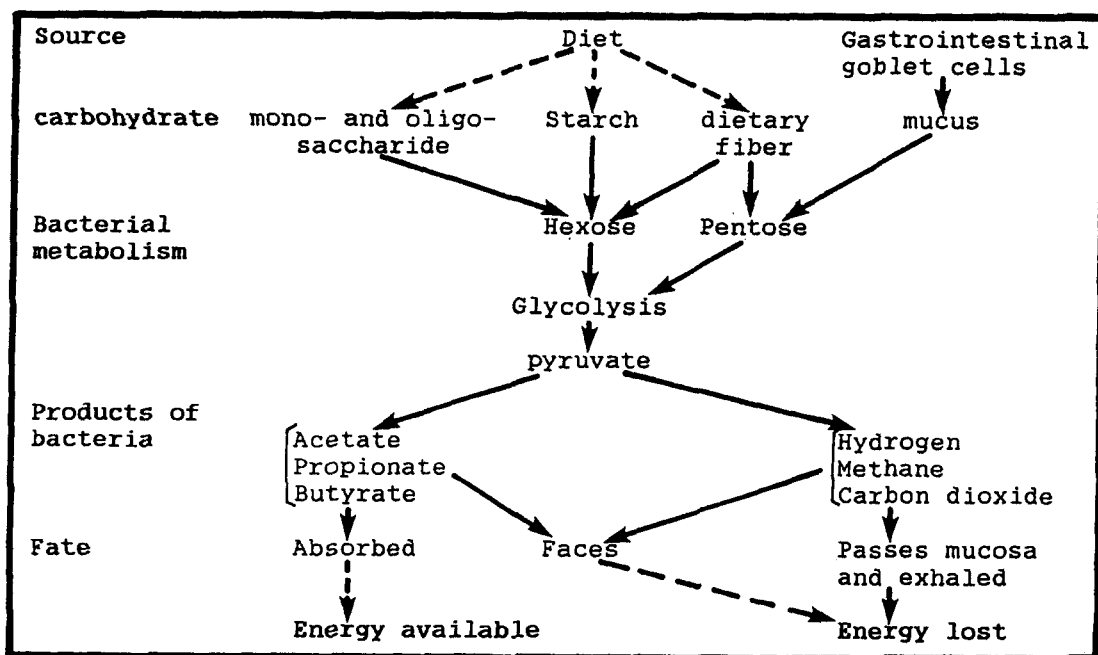 Source
Diet
Gastrointestinal
goblet cells
carbohydrate
mono- and oligo-
saccharide
Starch
dietary
fiber
mucus
Bacterial
metabolism
Hexose
Pentose
Glycolysis
pyruvate
Products of
bacteria
Acetate
Propionate
Butyrate
Hydrogen
Methane
Carbon dioxide
Fate
Absorbed
Faces
Passes mucosa
and exhaled
Energy available
Energy lost